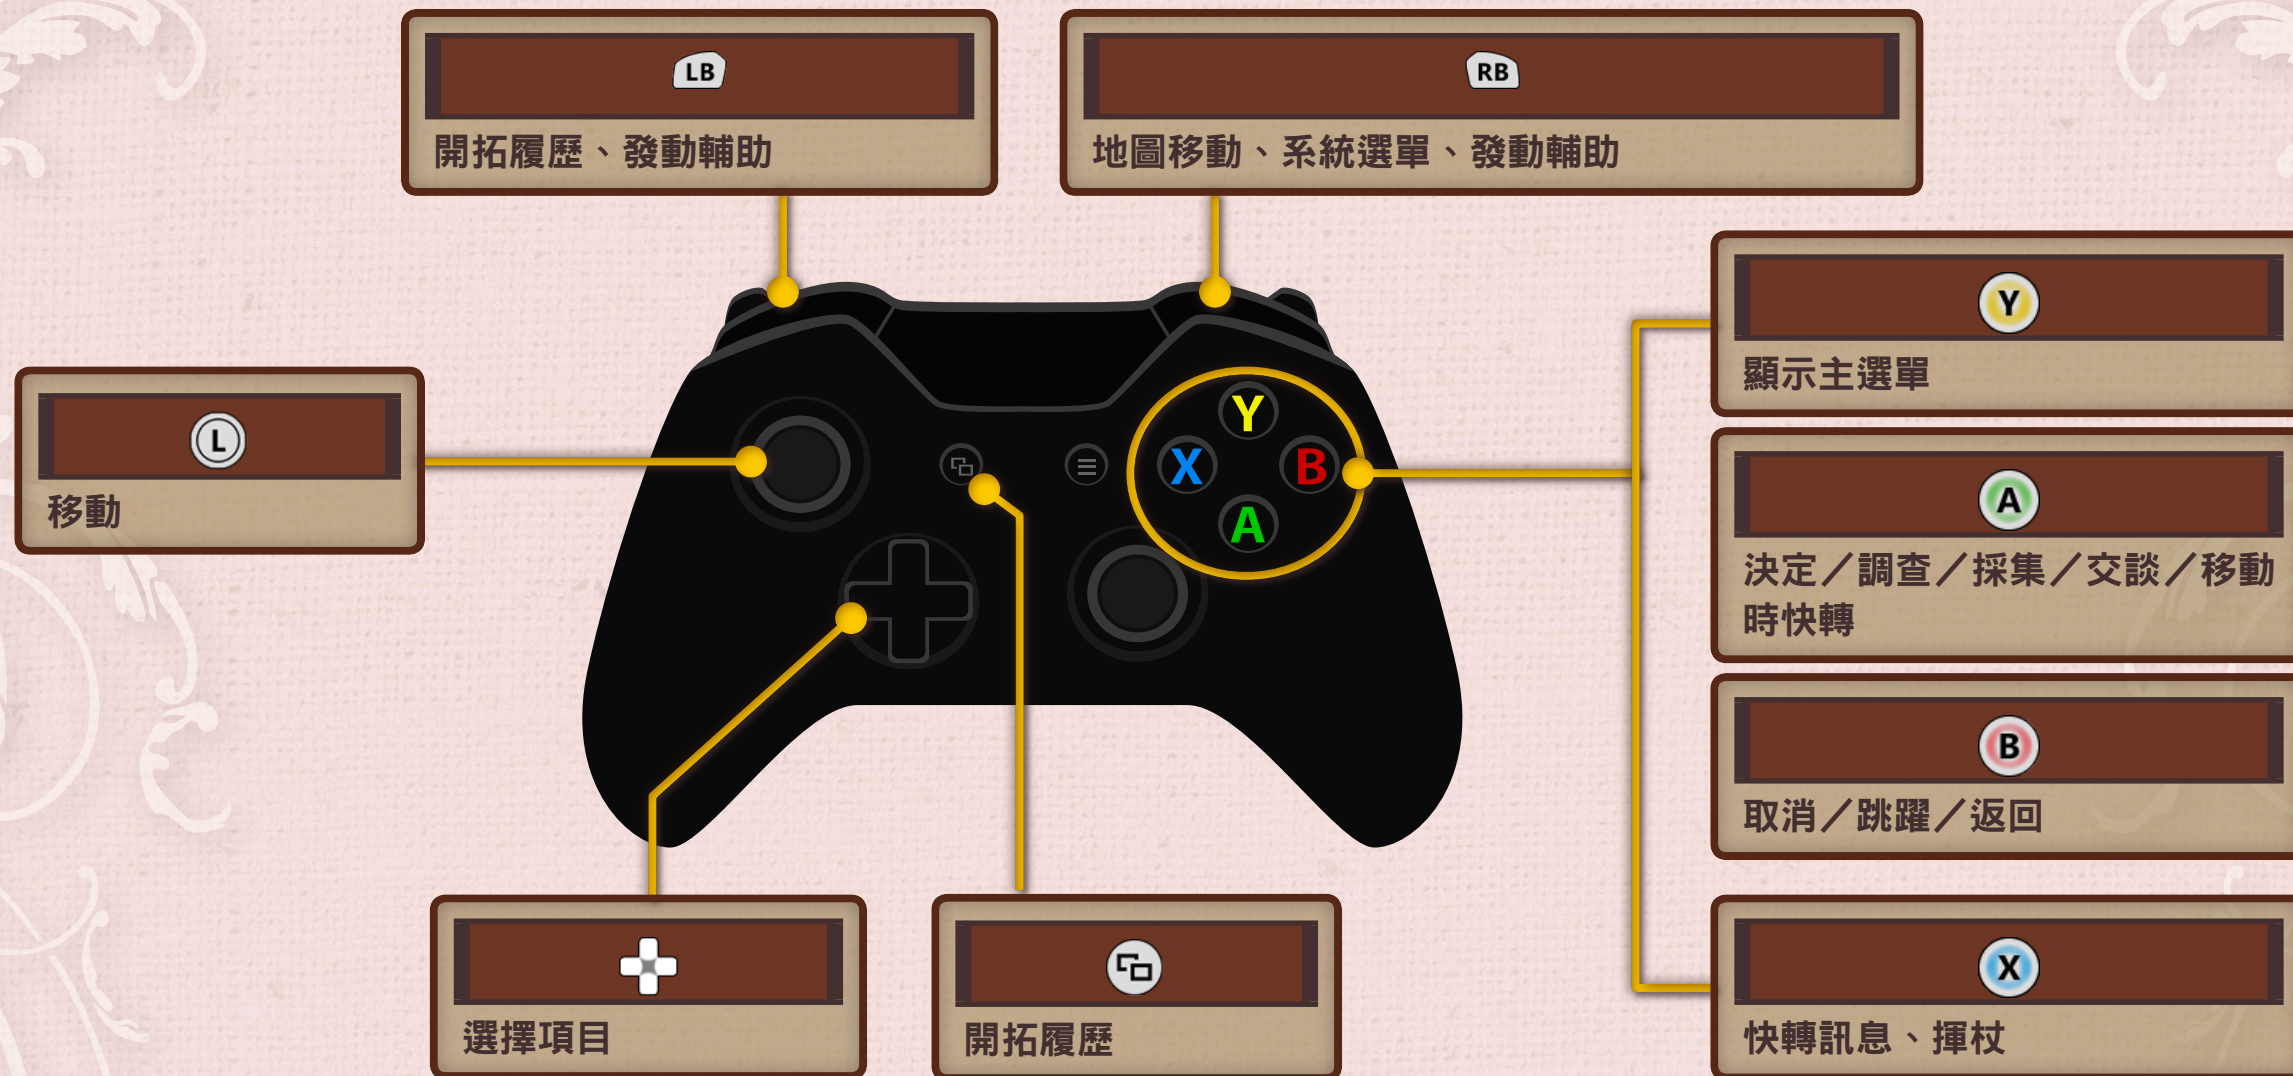 LB
開拓履歷、發動輔助
RB
地圖移動、系統選單、發動輔助
Y
顯示主選單
L
移動
Y
X
B
A
A
決定／調查／採集／交談／移動
時快轉
B
取消／跳躍／返回
選擇項目
開拓履歷
X
快轉訊息、揮杖